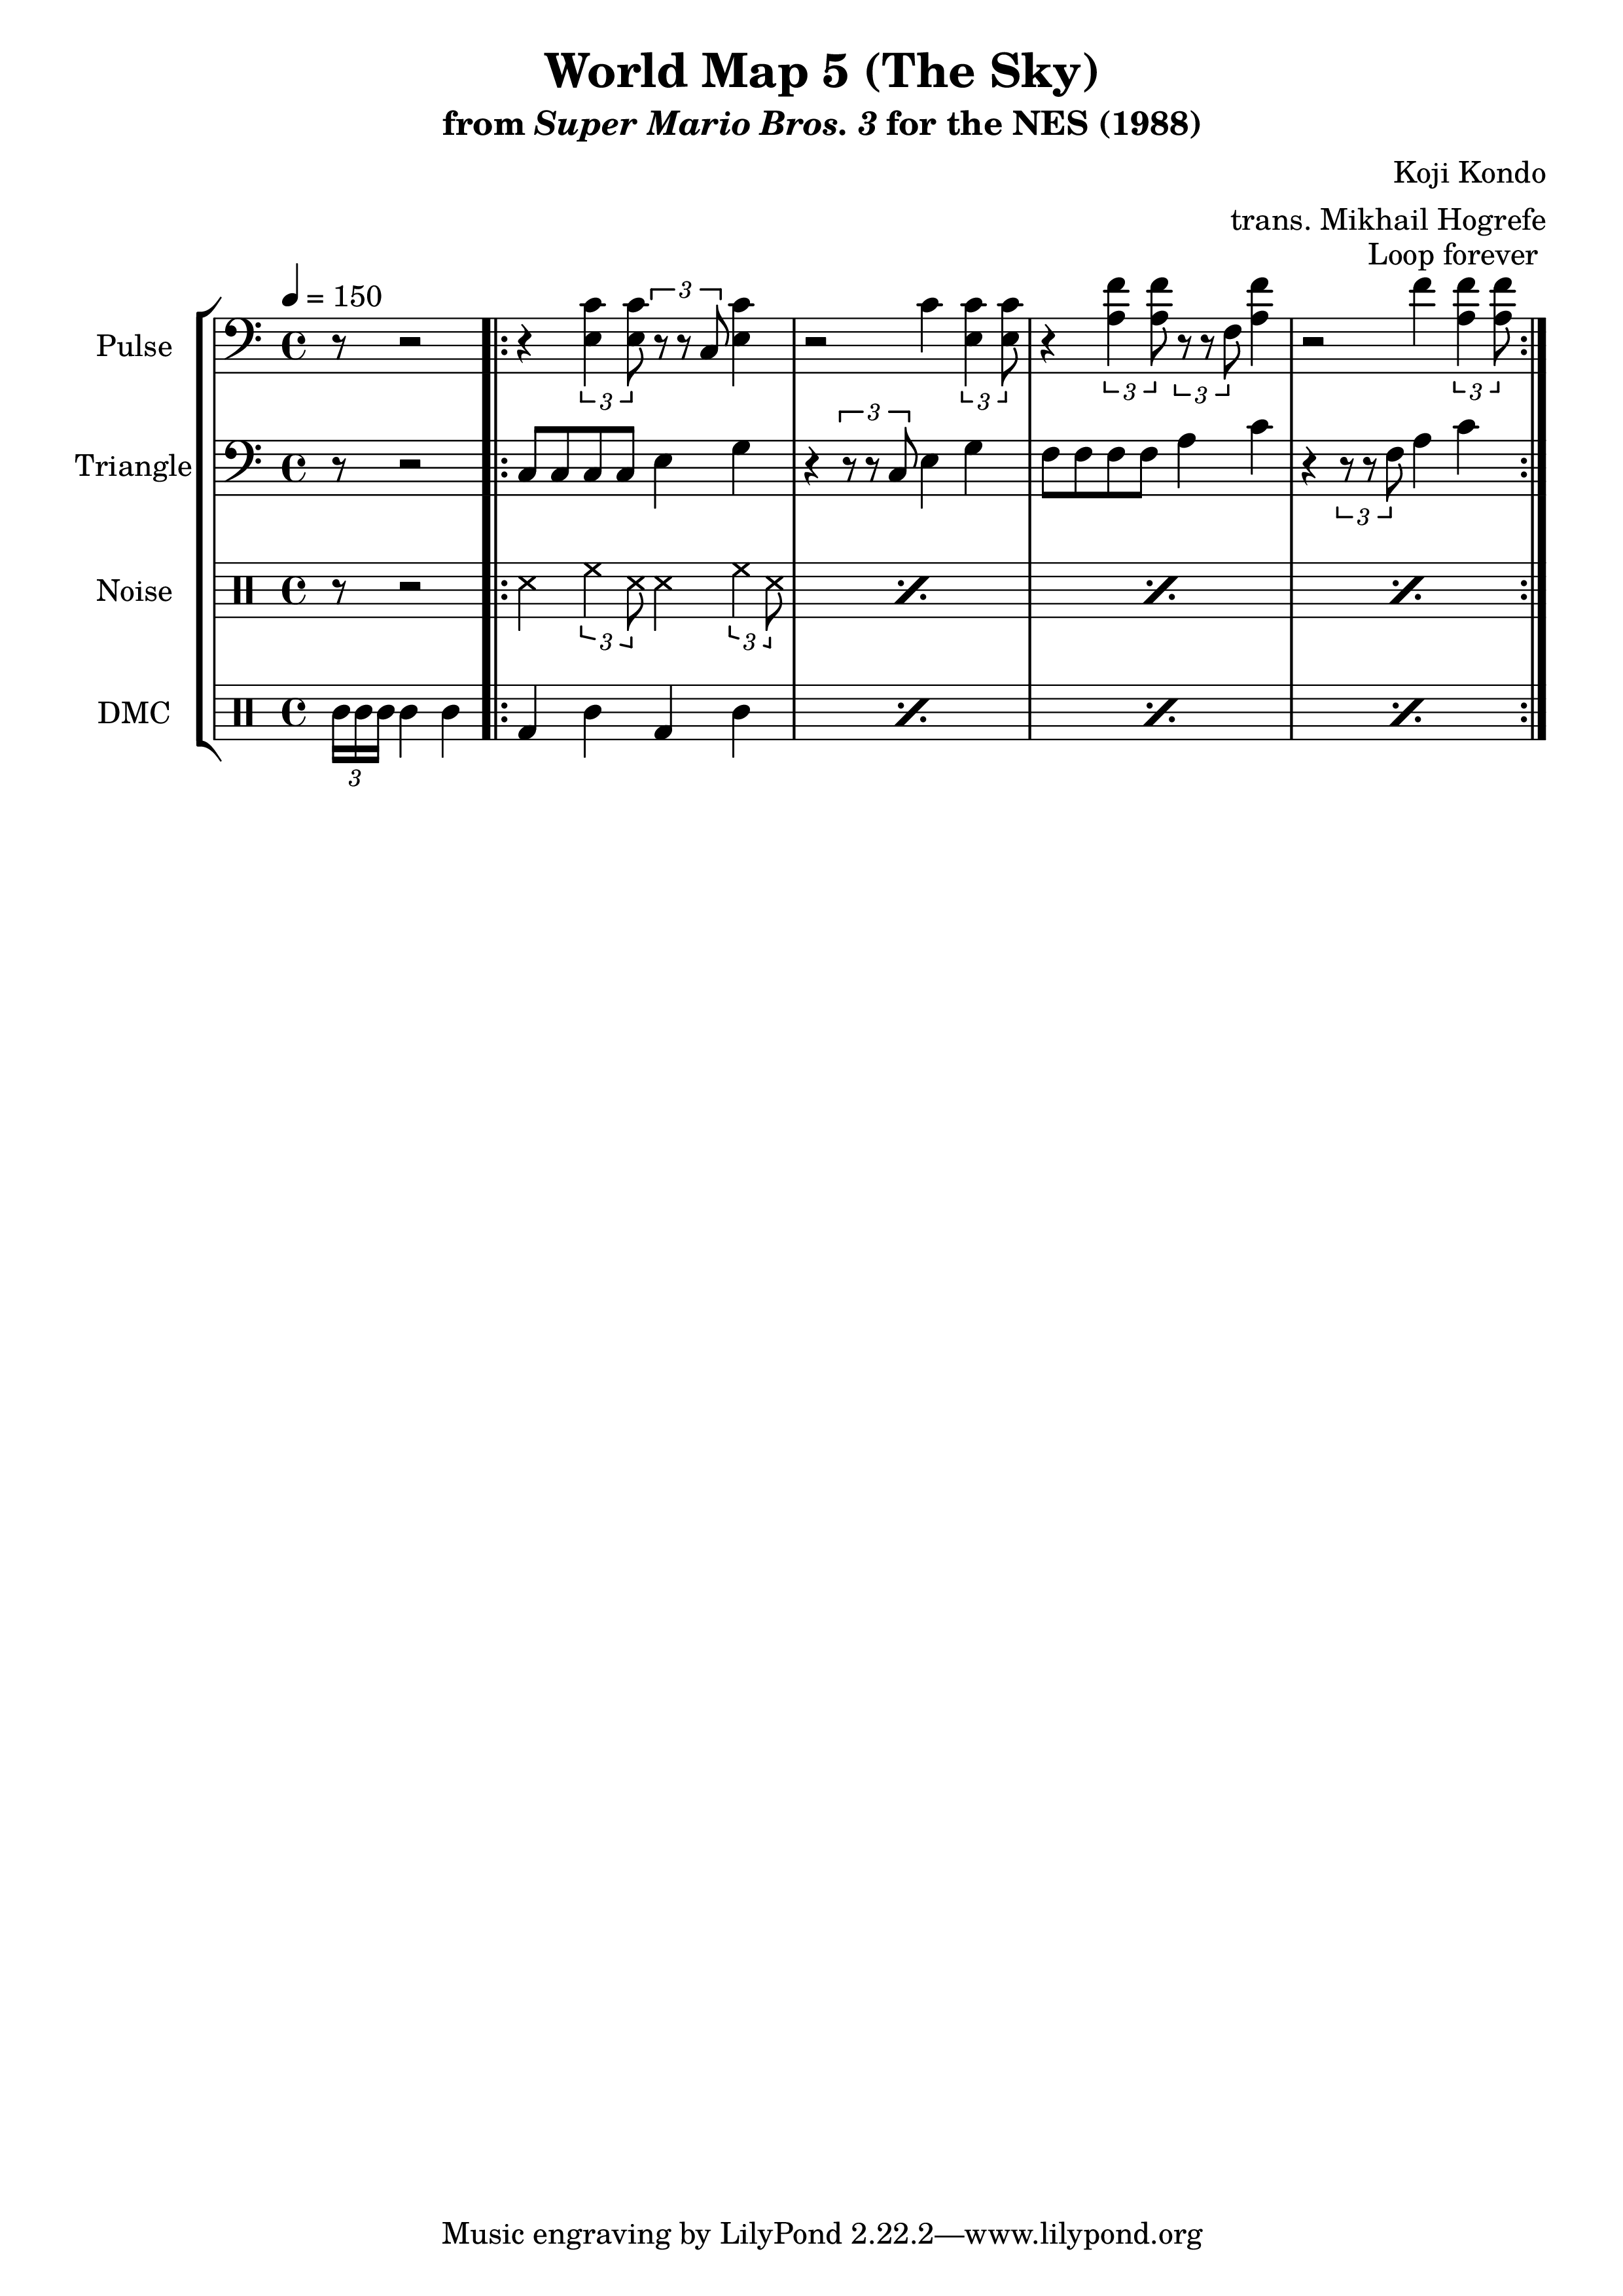 World Map 5 (The Sky)
from Super Mario Bros. 3 for the NES (1988)
Koji Kondo
trans. Mikhail Hogrefe
Loop forever
= 150
Pulse
3
3
3
3
3
3
Triangle
3
3
Noise
3
3
DMC
3
Music engraving by LilyPond 2.22.2—www.lilypond.org